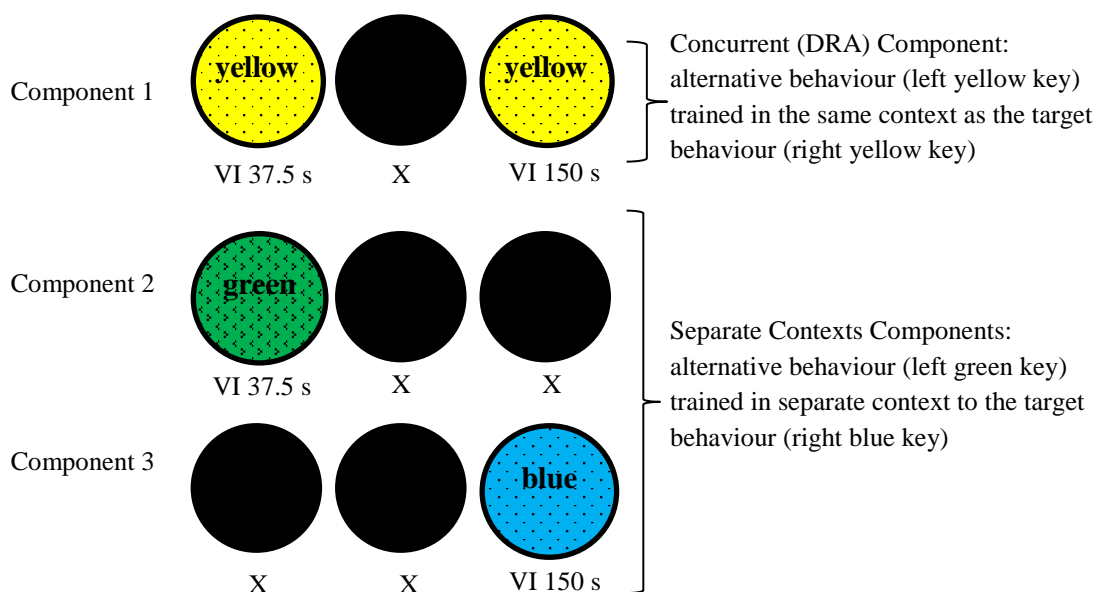 Component 1
yellow
yellow
VI 37.5 s
X
VI 150 s
Concurrent (DRA) Component:
alternative behaviour (left yellow key)
trained in the same context as the target
behaviour (right yellow key)
Component 2
green
VI 37.5 s
X
X
Separate Contexts Components:
alternative behaviour (left green key)
trained in separate context to the target
behaviour (right blue key)
Component 3
blue
X
X
VI 150 s